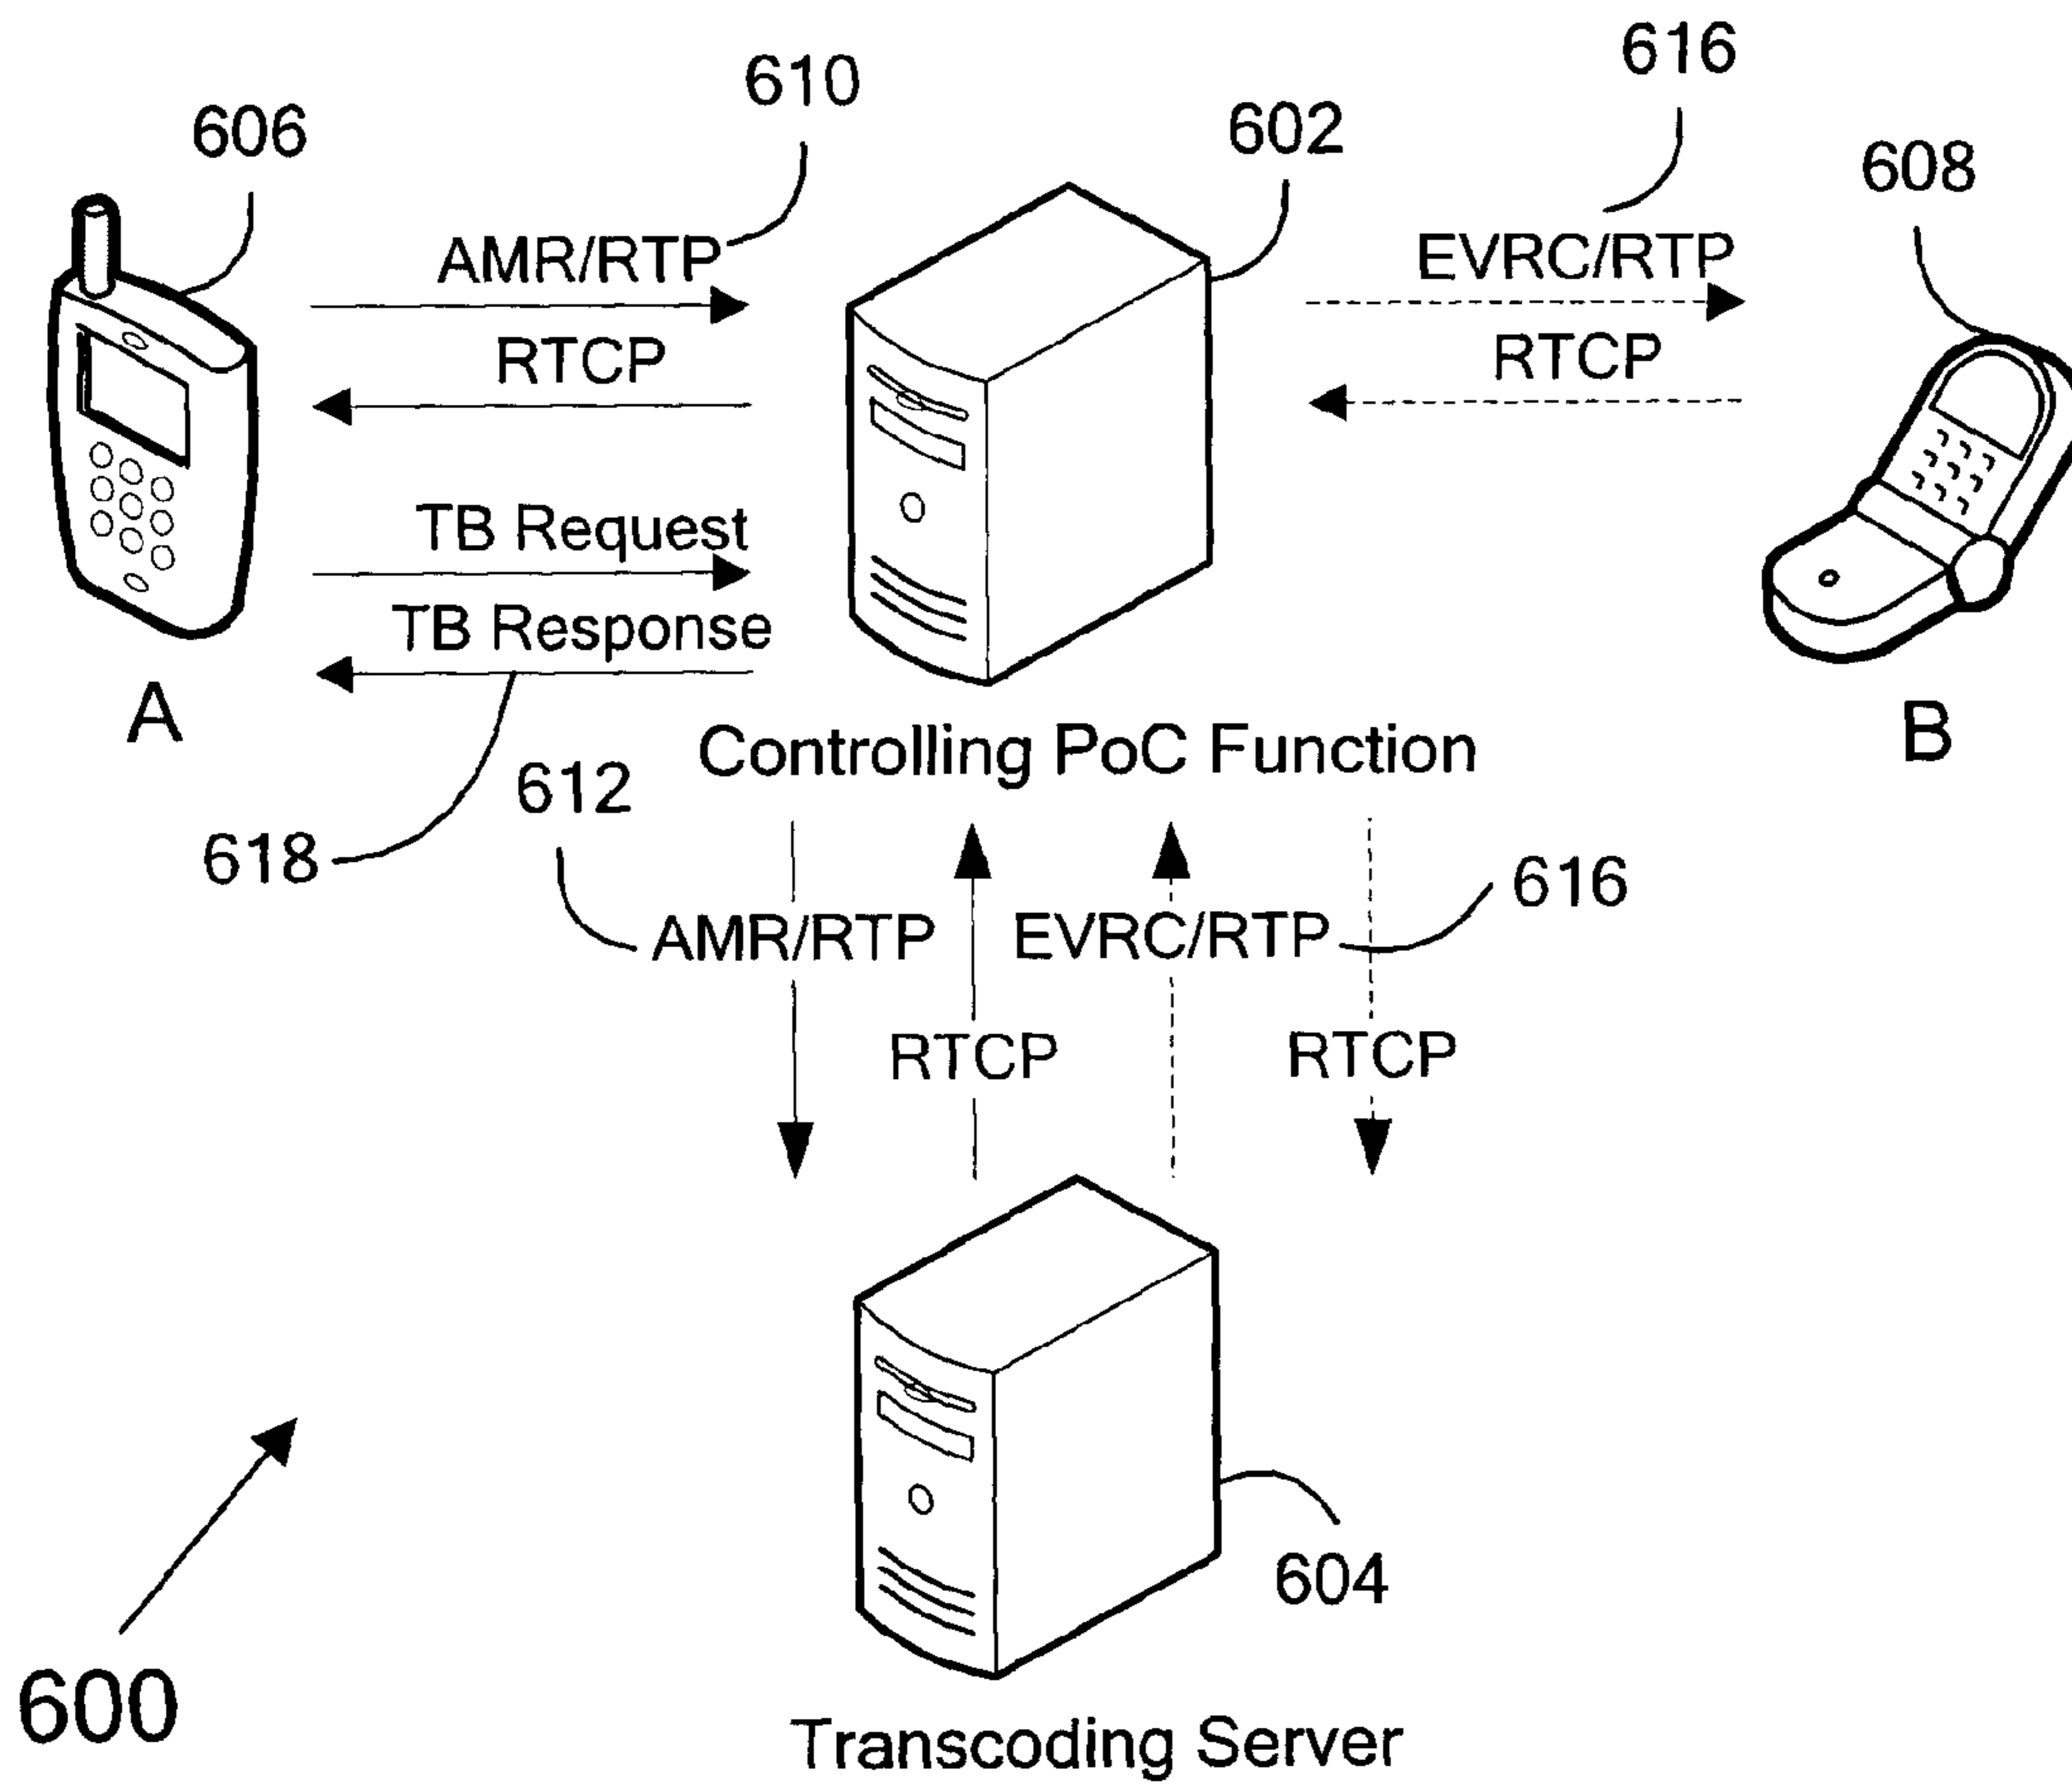 616
610
602
606
608
AMR/RTP
EVRC/RTP
RTCP
RTCP
TB Request
TB Response
A
B
Controlling PoC Function
612
618
616
AMR/RTP
EVRC/RTP
RTCP
RTCP
604
600
Transcoding Server